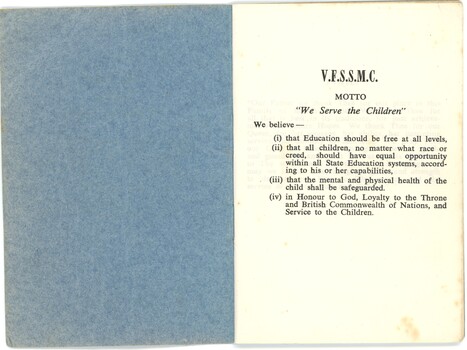 V.F.S.S.M.C.
MOTTO
"We Serve the Children"
We believe—
(i) that Education should be free at all levels,
(ii) that all children, no matter what race or
creed, should have equal opportunity
within all State Education systems, accord-
ing to his or her capabilities,
(iii) that the mental and physical health of the
child shall be safeguarded.
(iv) in Honour to God, Loyalty to the Throne
and British Commonwealth of Nations, and
Service to the Children.